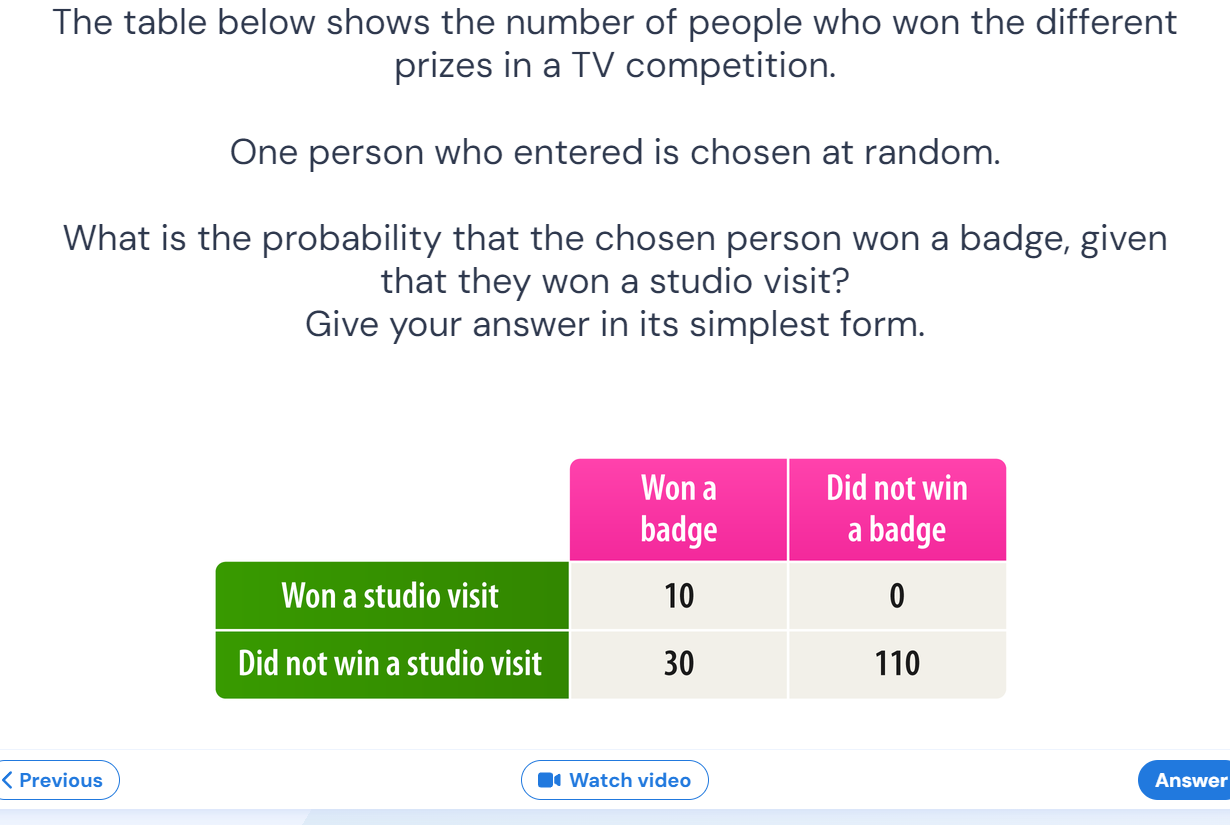 The table below shows the number of people who won the different
prizes in a TV competition.
One person who entered is chosen at random.
What is the probability that the chosen person won a badge, given
that they won a studio visit?
Give your answer in its simplest form.
Won a
badge
Did not win
a badge
Won a studio visit 10 0
Did not win a studio visit 30 110
Previous
Watch video
Answer